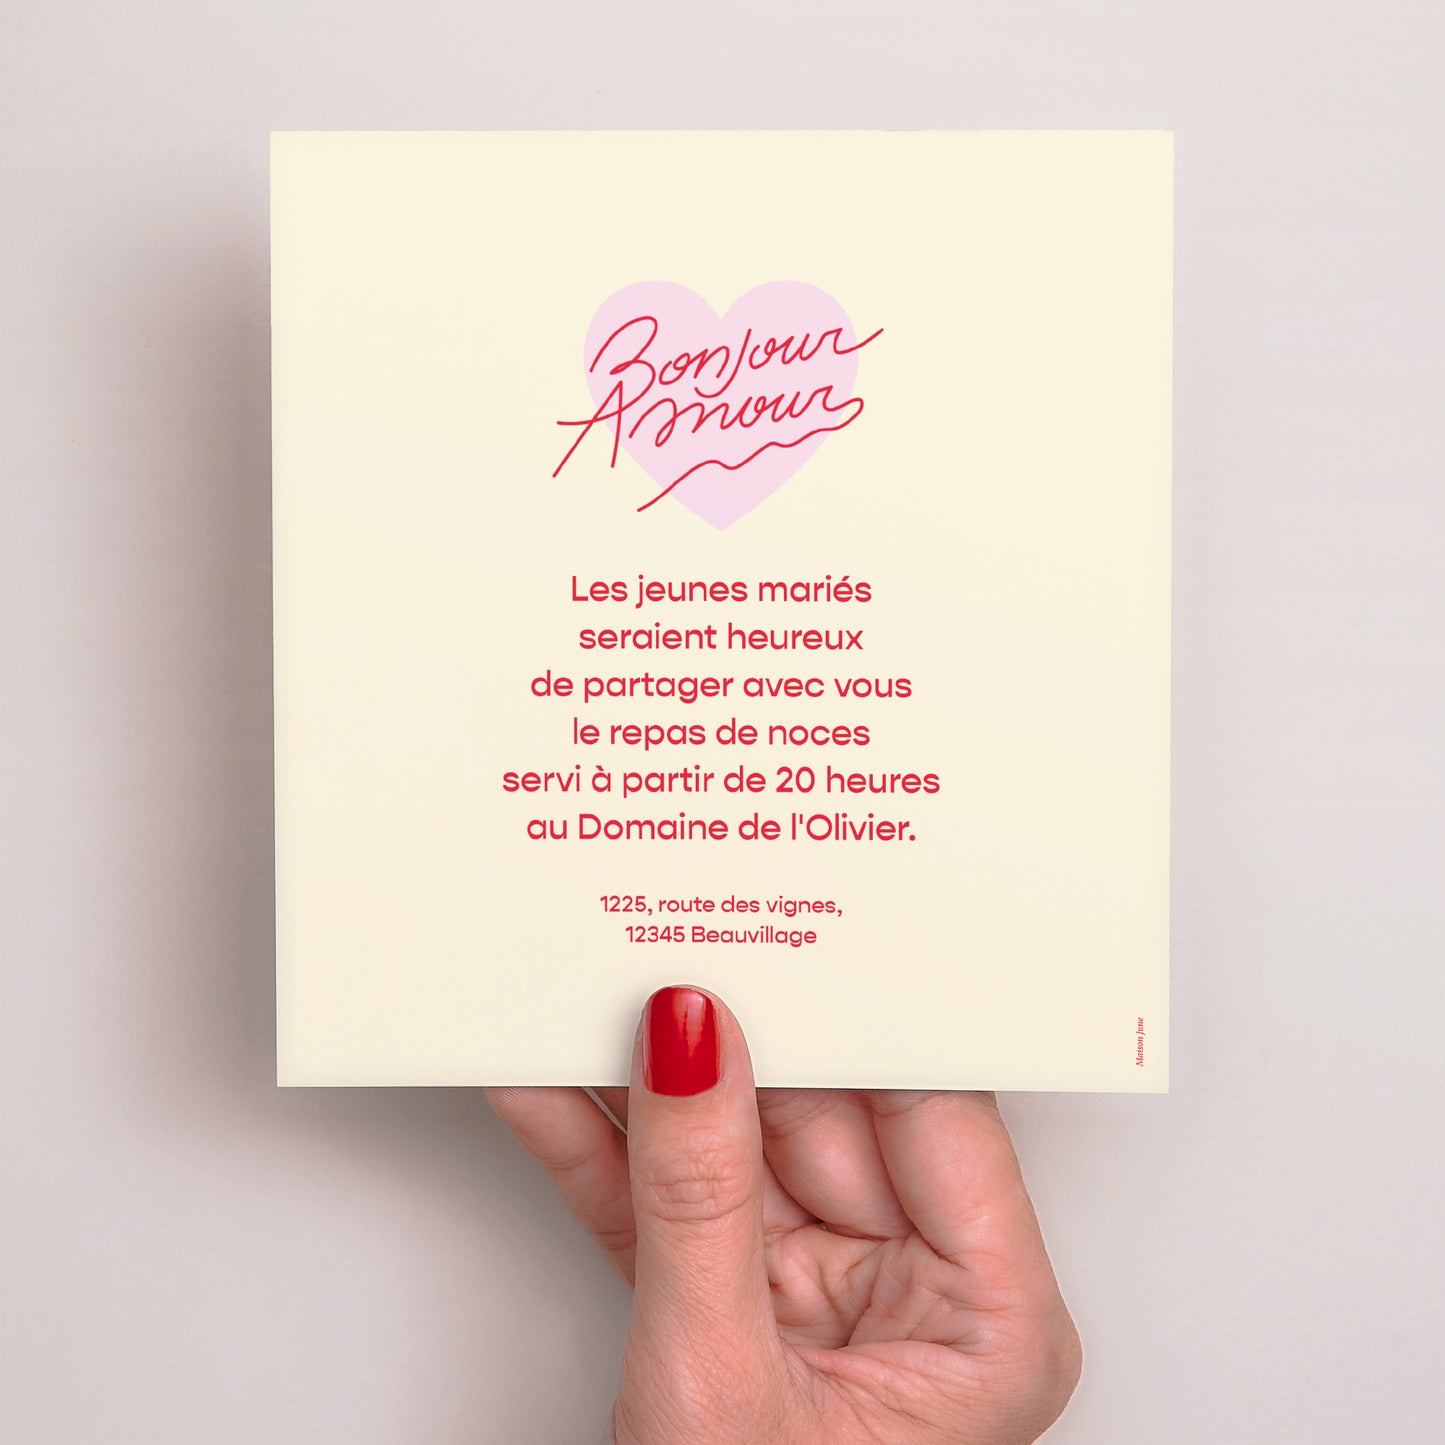 Bonjour
Amour
Les jeunes mariés
seraient heureux
de partager avec vous
le repas de noces
servi à partir de 20 heures
au Domaine de l'Olivier.
1225, route des vignes,
12345 Beauvillage
Maison June